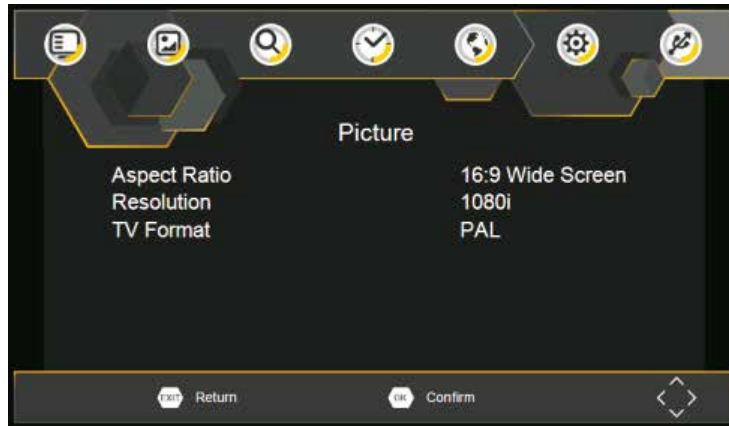 Picture
Aspect Ratio 16:9 Wide Screen
Resolution 1080i
TV Format PAL
EXIT Return OK Confirm